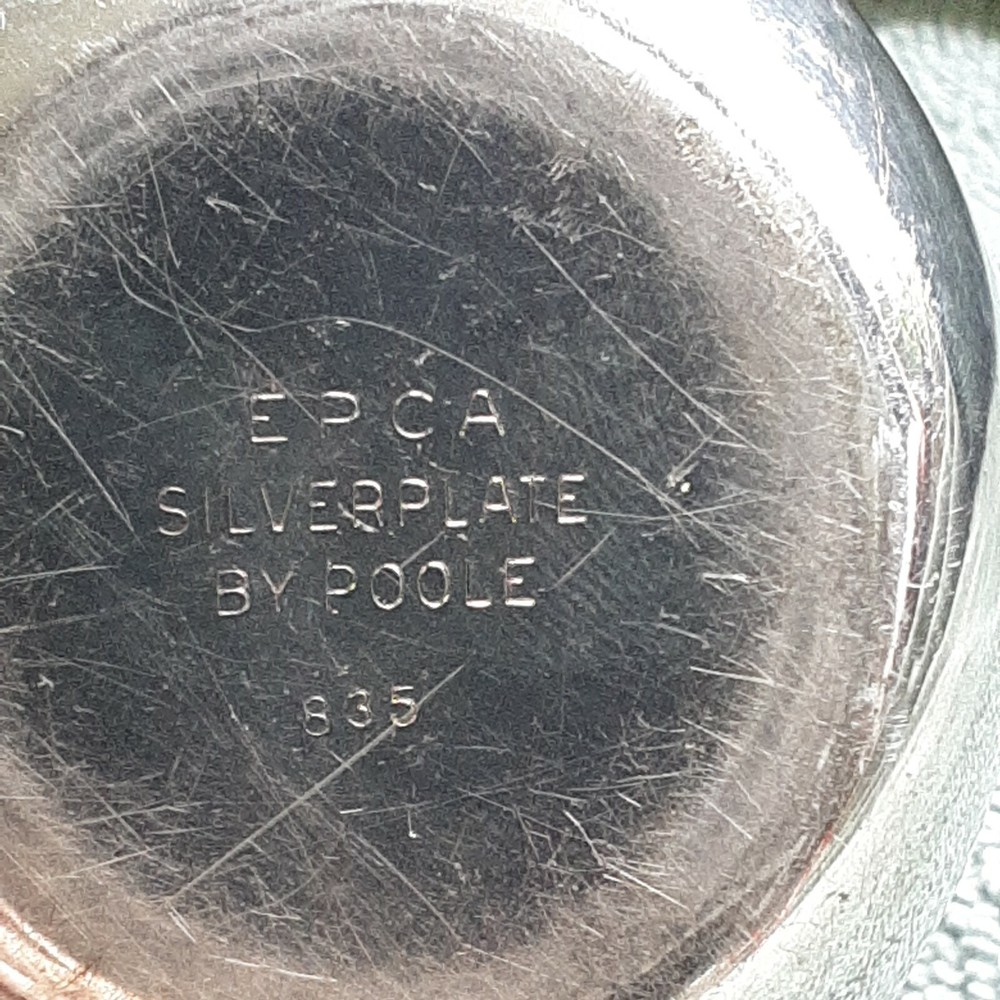 EPCA
SILVERPLATE
BY POOLE
835